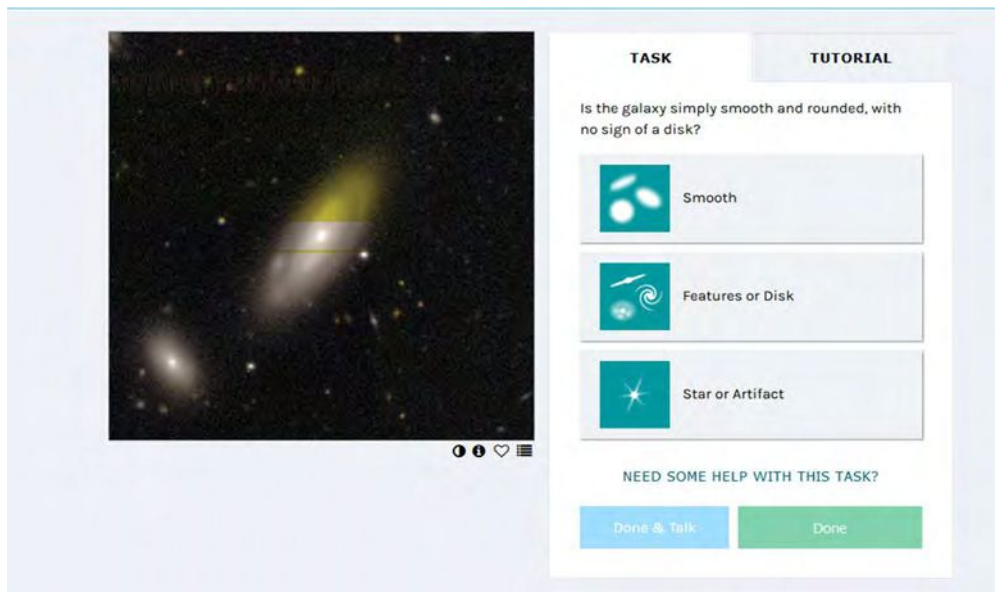 TASK
TUTORIAL
Is the galaxy simply smooth and rounded, with
no sign of a disk?
Smooth
Features or Disk
Star or Artifact
NEED SOME HELP WITH THIS TASK?
Done & Talk
Done